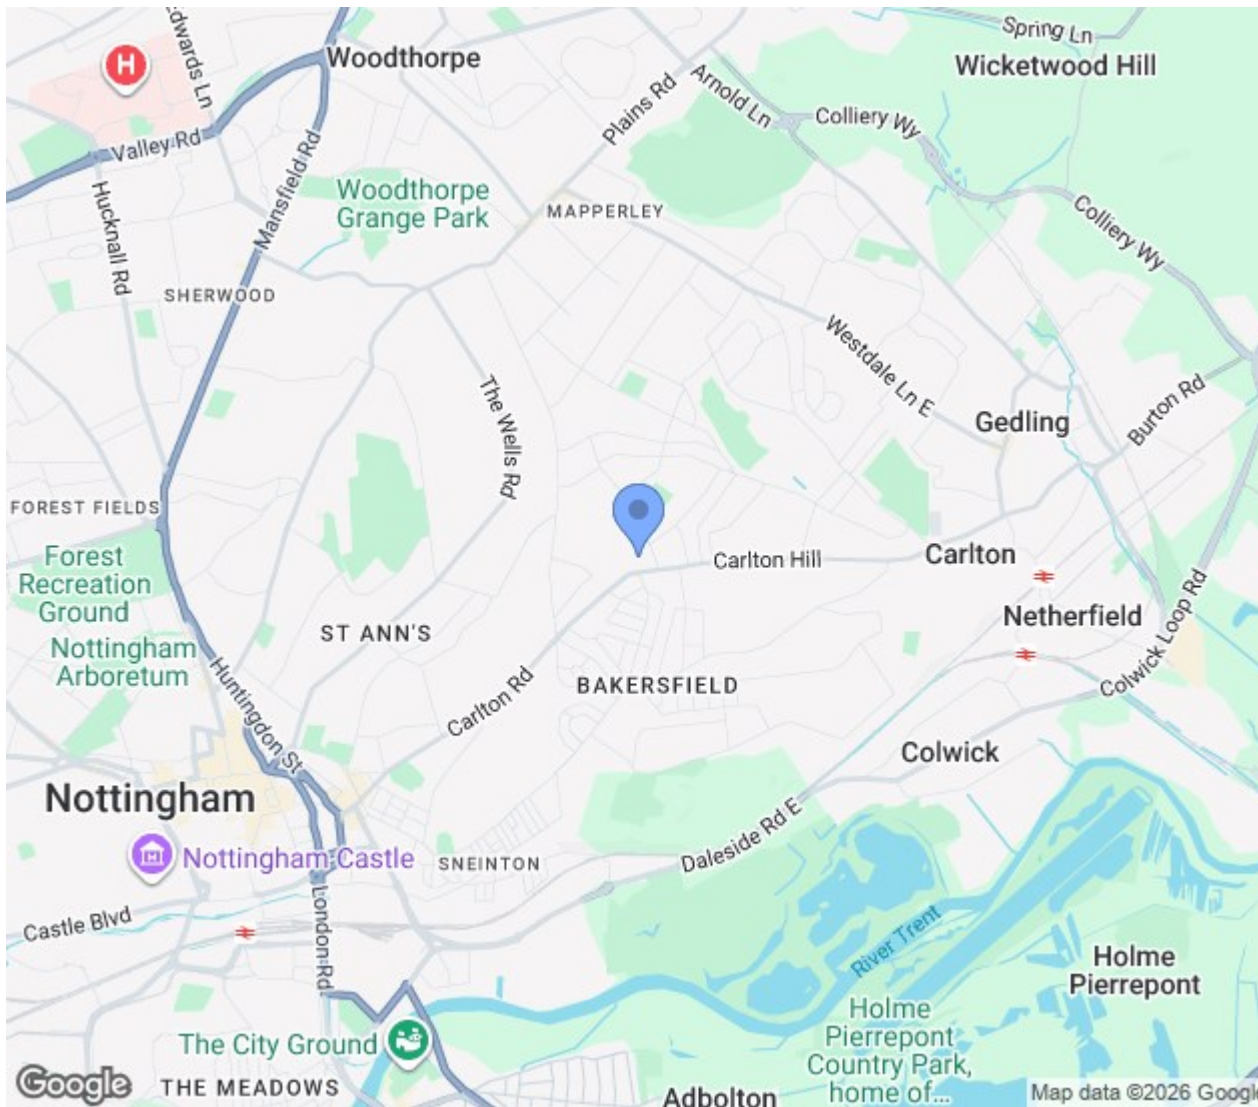 Spring Ln
Edwards Ln
Woodthorpe
Wicketwood Hill
H
Plains Rd
Arnold Ln
Colliery Wy
Valley Rd
Mansfield Rd
Hucknall Rd
Woodthorpe
Grange Park
MAPPERLEY
Colliery Wy
SHERWOOD
Westdale Ln E
The Wells Rd
Gedling
Burton Rd
FOREST FIELDS
Forest
Recreation
Ground
Carlton Hill
Carlton
Netherfield
ST ANN'S
Nottingham
Arboretum
Colwick Loop Rd
Huntingdon St
Carlton Rd
BAKERSFIELD
Colwick
Nottingham
Daleside Rd E
Nottingham Castle
SNEINTON
Castle Blvd
London Rd
River Trent
Holme
Pierrepont
The City Ground
Holme
Pierrepont
Country Park,
home of...
Google
THE MEADOWS
Adbolton
Map data ©2026 Google